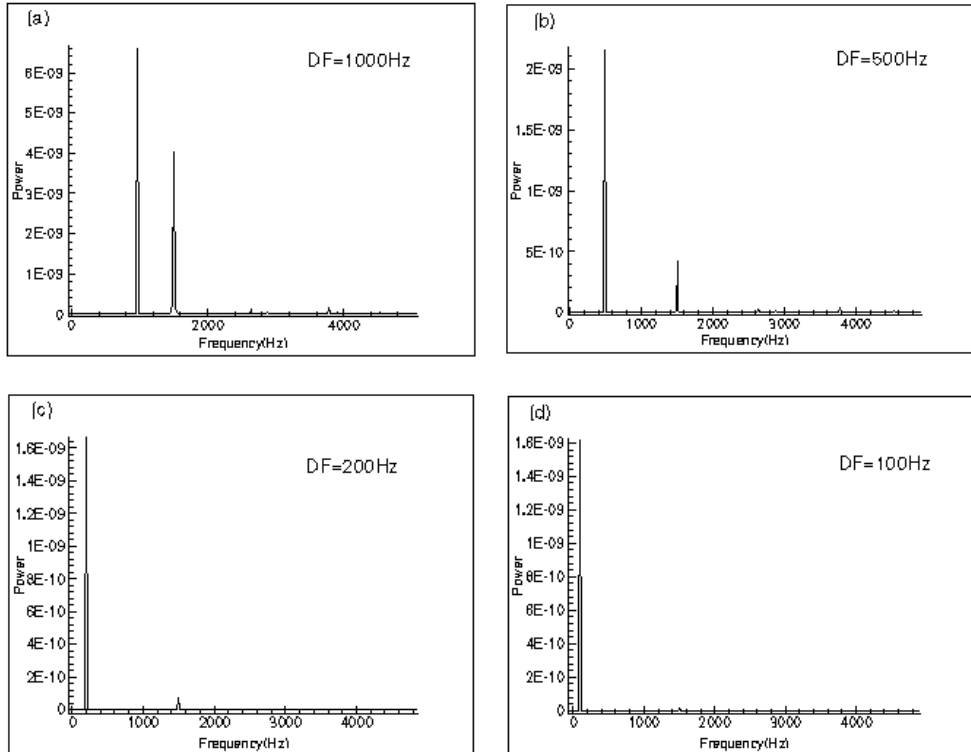 (a)
DF=1000Hz
6E-09
5E-09
4E-09
3E-09
2E-09
1E-09
0
Power
0 2000 4000
Frequency(Hz)
(b)
DF=500Hz
2E-09
1.5E-09
1E-09
5E-10
0
Power
0 1000 2000 3000 4000
Frequency(Hz)
(c)
DF=200Hz
1.6E-09
1.4E-09
1.2E-09
1E-09
8E-10
6E-10
4E-10
2E-10
0
Power
0 1000 2000 3000 4000
Frequency(Hz)
(d)
DF=100Hz
1.6E-09
1.4E-09
1.2E-09
1E-09
8E-10
6E-10
4E-10
2E-10
0
Power
0 1000 2000 3000 4000
Frequency(Hz)